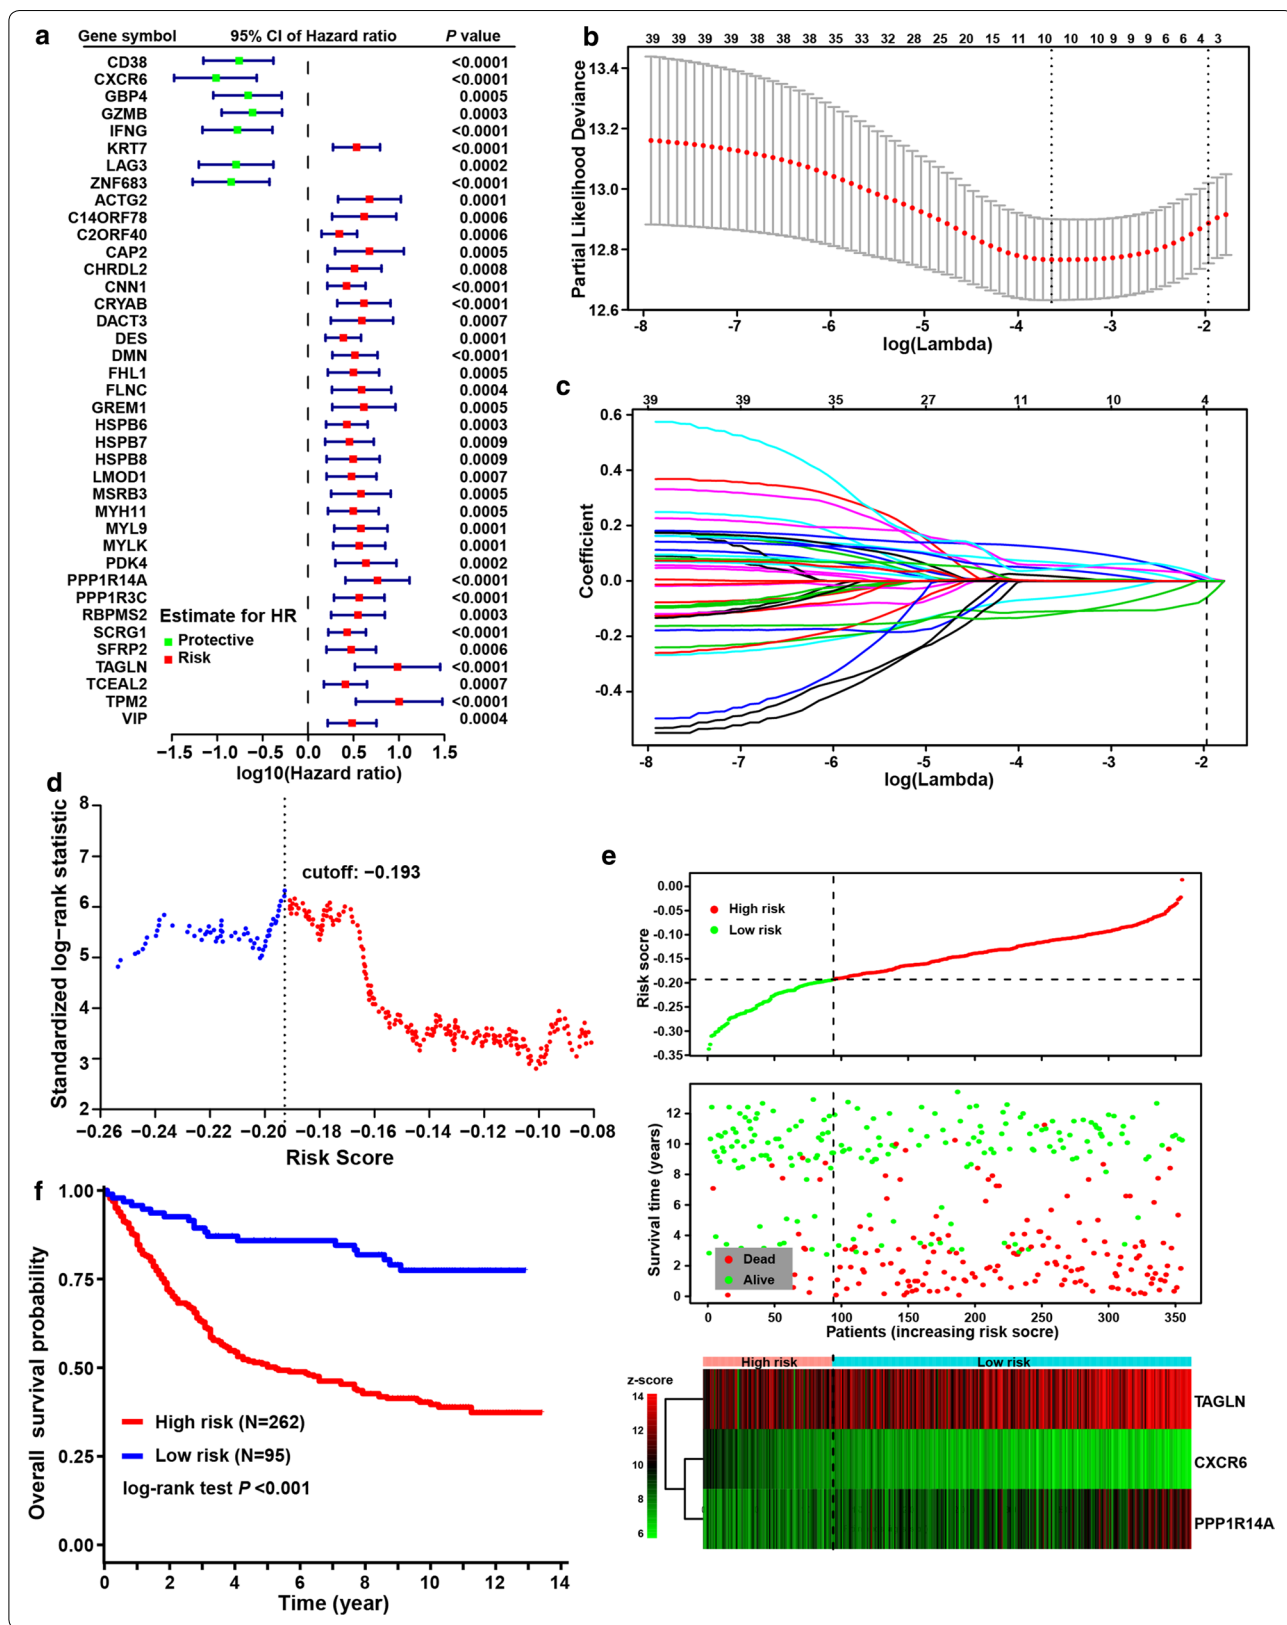 a
Gene symbol 95% CI of Hazard ratio P value
CD38 <0.0001
CXCR6 <0.0001
GBP4 0.0005
GZMB 0.0003
IFNG <0.0001
KRT7 <0.0001
LAG3 0.0002
ZNF683 <0.0001
ACTG2 0.0001
C14ORF78 0.0006
C2ORF40 0.0006
CAP2 0.0005
CHRDL2 0.0008
CNN1 <0.0001
CRYAB <0.0001
DACT3 0.0007
DES 0.0001
DMN <0.0001
FHL1 0.0005
FLNC 0.0004
GREM1 0.0005
HSPB6 0.0003
HSPB7 0.0009
HSPB8 0.0009
LMOD1 0.0007
MSRB3 0.0005
MYH11 0.0005
MYL9 0.0001
MYLK 0.0001
PDK4 0.0002
PPP1R14A <0.0001
PPP1R3C <0.0001
RBPMS2 0.0003
SCRG1 <0.0001
SFRP2 0.0006
TAGLN <0.0001
TCEAL2 0.0007
TPM2 <0.0001
VIP 0.0004
Estimate for HR
Protective
Risk
−1.5 −1.0 −0.5 0.0 0.5 1.0 1.5
log10(Hazard ratio)
b
39 39 39 39 38 38 38 35 33 32 28 25 20 15 11 10 10 10 9 9 9 6 6 4 3
Partial Likelihood Deviance
13.4
13.2
13.0
12.8
12.6
-8 -7 -6 -5 -4 -3 -2
log(Lambda)
c
39 39 35 27 11 10 4
Coefficient
0.6
0.4
0.2
0.0
-0.2
-0.4
-8 -7 -6 -5 -4 -3 -2
log(Lambda)
d
Standardized log−rank statistic
8
7
6
5
4
3
2
cutoff: −0.193
−0.26 −0.24 −0.22 −0.20 −0.18 −0.16 −0.14 −0.12 −0.10 −0.08
Risk Score
e
Risk score
0.00
-0.05
-0.10
-0.15
-0.20
-0.25
-0.30
-0.35
High risk
Low risk
Survival time (years)
12
10
8
6
4
2
0
Dead
Alive
0 50 100 150 200 250 300 350
Patients (increasing risk socre)
High risk Low risk
z-score
14
12
10
8
6
TAGLN
CXCR6
PPP1R14A
f
Overall survival probability
1.00
0.75
0.50
0.25
0.00
High risk (N=262)
Low risk (N=95)
log-rank test P <0.001
0 2 4 6 8 10 12 14
Time (year)